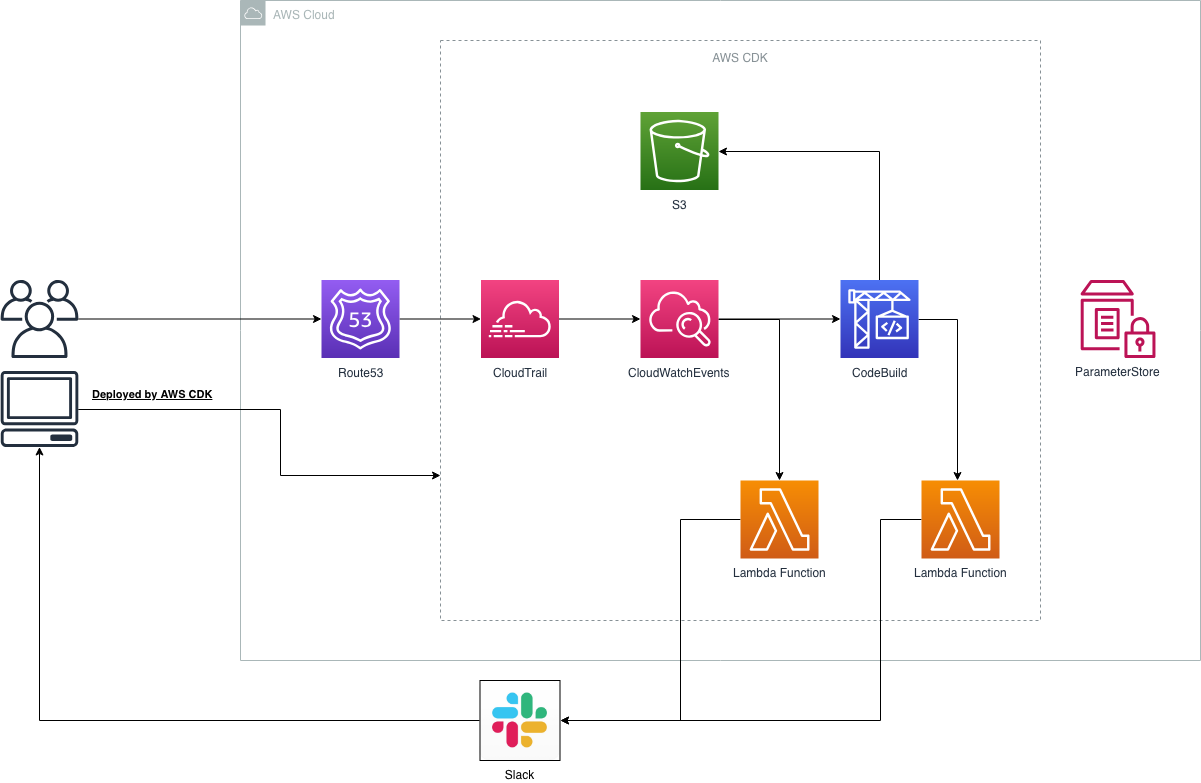 AWS Cloud
AWS CDK
S3
53
Route53
CloudTrail
CloudWatchEvents
</>
CodeBuild
ParameterStore
Deployed by AWS CDK
Lambda Function
Lambda Function
Slack